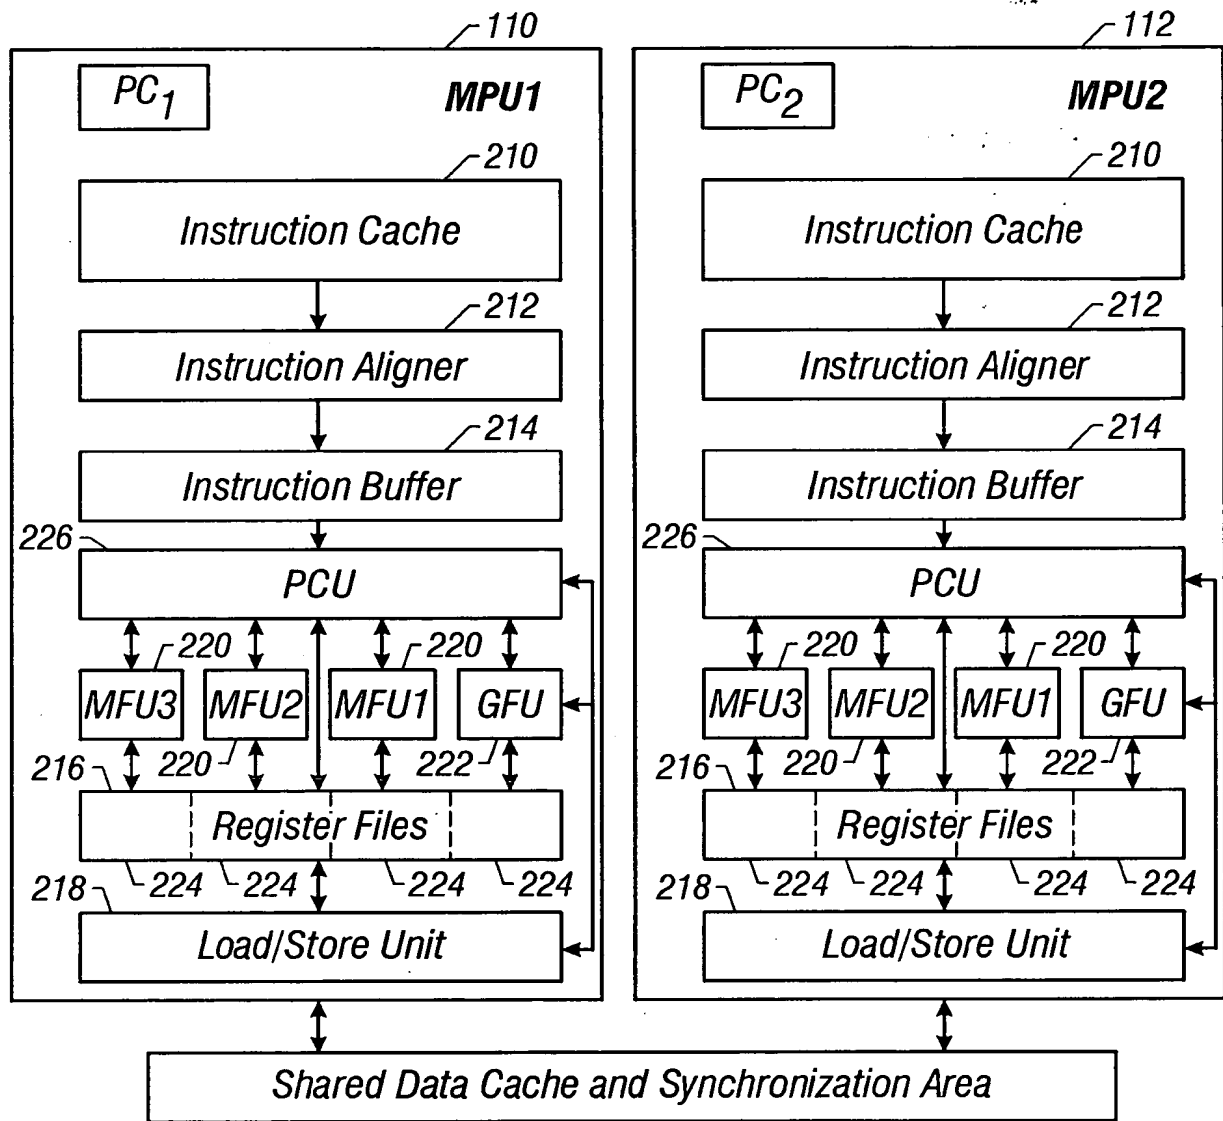 110
PC1
MPU1
210
Instruction Cache
212
Instruction Aligner
214
Instruction Buffer
226
PCU
220
220
MFU3
MFU2
MFU1
GFU
216
220
222
Register Files
224
224
224
224
218
Load/Store Unit
112
PC2
MPU2
210
Instruction Cache
212
Instruction Aligner
214
Instruction Buffer
226
PCU
220
220
MFU3
MFU2
MFU1
GFU
216
220
222
Register Files
224
224
224
224
218
Load/Store Unit
Shared Data Cache and Synchronization Area